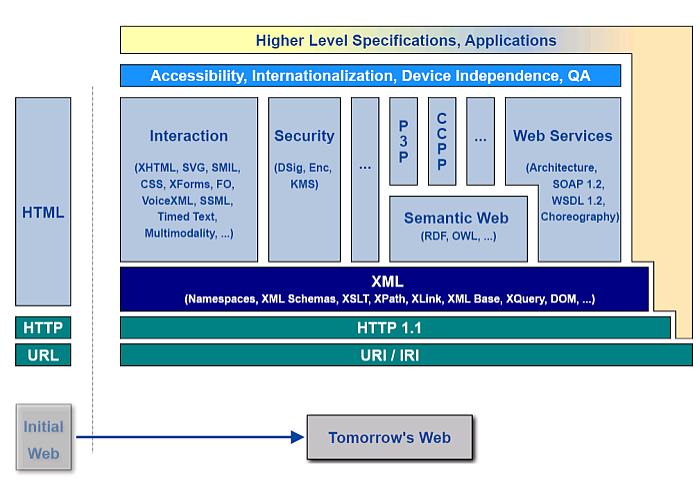 Higher Level Specifications, Applications
Accessibility, Internationalization, Device Independence, QA
HTML
Interaction
(XHTML, SVG, SMIL,
CSS, XForms, FO,
VoiceXML, SSML,
Timed Text,
Multimodality, ...)
Security
(DSig, Enc,
KMS)
...
P
3
P
C
C
P
P
...
Web Services
(Architecture,
SOAP 1.2,
WSDL 1.2,
Choreography)
Semantic Web
(RDF, OWL, ...)
XML
(Namespaces, XML Schemas, XSLT, XPath, XLink, XML Base, XQuery, DOM, ...)
HTTP
HTTP 1.1
URL
URI / IRI
Initial
Web
Tomorrow's Web